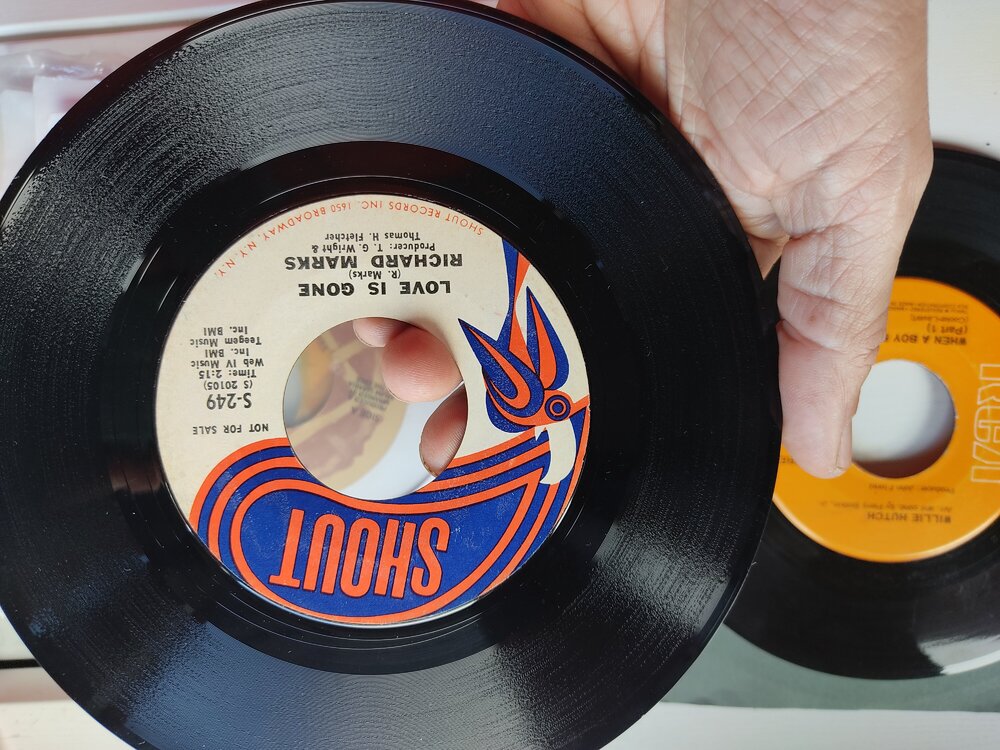 SHOUT
NOT FOR SALE
S-249
(S 20105)
Time: 2:15
Web IV Music
Inc. BMI
Teegem Music
Inc. BMI
LOVE IS GONE
(R. Marks)
RICHARD MARKS
Producer: T. G. Wright &
Thomas H. Fletcher
SHOUT RECORDS INC. 1650 BROADWAY, N.Y. N.Y.
RCA
WILLIE HUTCH
WHEN A BOY
(Part 1)